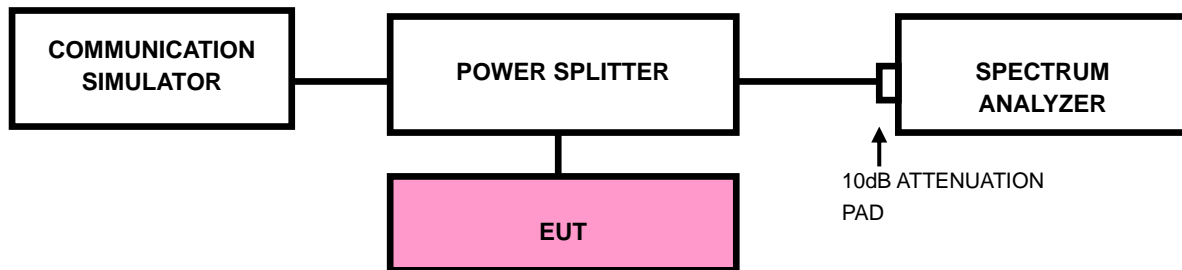 COMMUNICATION
SIMULATOR
POWER SPLITTER
SPECTRUM
ANALYZER
10dB ATTENUATION
PAD
EUT